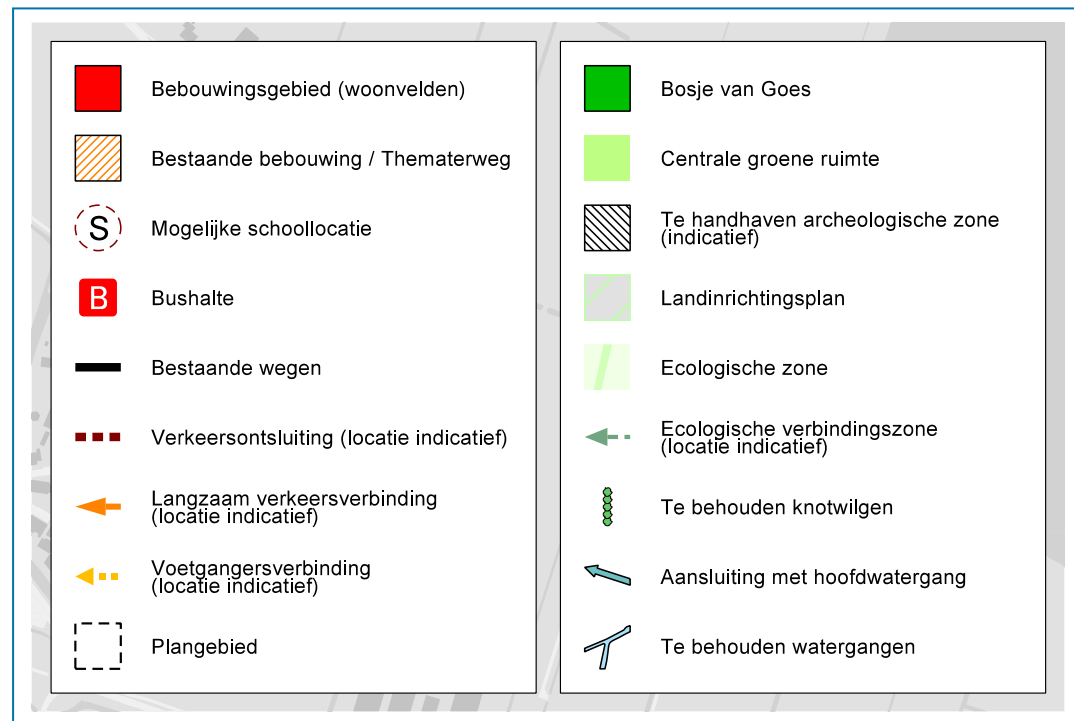 Bebouwingsgebied (woonvelden)
Bestaande bebouwing / Thematerweg
S
Mogelijke schoollocatie
B
Bushalte
Bestaande wegen
Verkeersontsluiting (locatie indicatief)
Langzaam verkeersverbinding
(locatie indicatief)
Voetgangersverbinding
(locatie indicatief)
Plangebied
Bosje van Goes
Centrale groene ruimte
Te handhaven archeologische zone
(indicatief)
Landinrichtingsplan
Ecologische zone
Ecologische verbindingszone
(locatie indicatief)
Te behouden knotwilgen
Aansluiting met hoofdwatergang
Te behouden watergangen